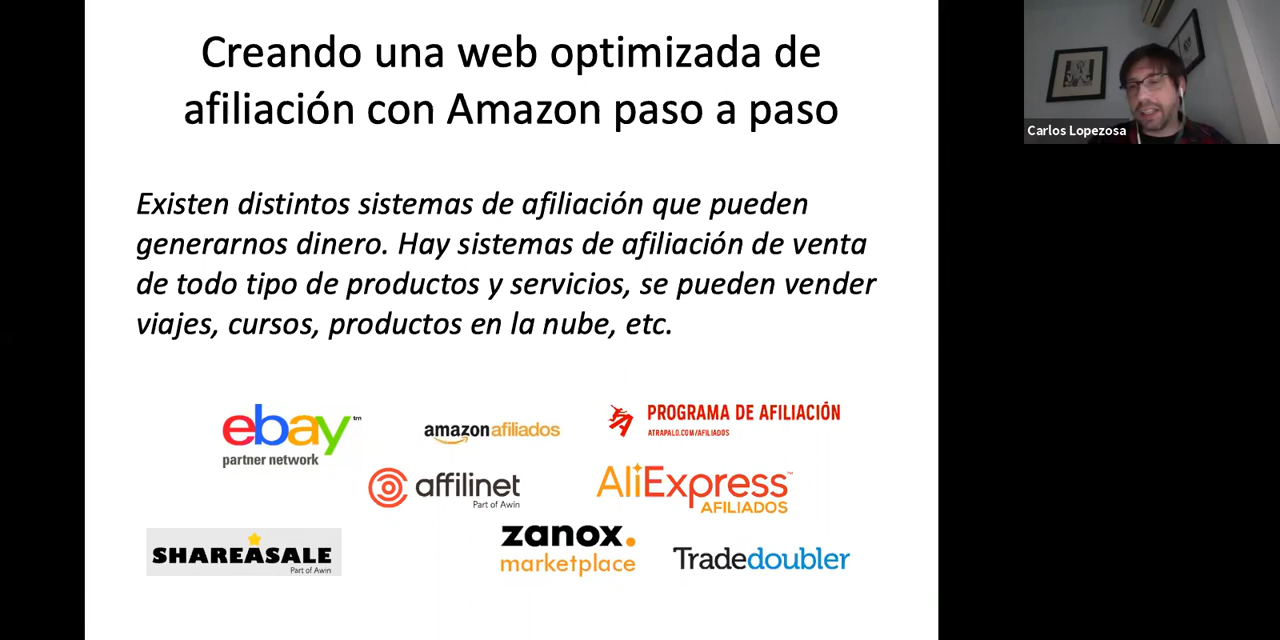 Creando una web optimizada de
afiliación con Amazon paso a paso
Carlos Lopezosa
Existen distintos sistemas de afiliación que pueden
generarnos dinero. Hay sistemas de afiliación de venta
de todo tipo de productos y servicios, se pueden vender
viajes, cursos, productos en la nube, etc.
ebay™
partner network
amazonafiliados
PROGRAMA DE AFILIACIÓN
ATRAPALO.COM/AFILIADOS
affilinet
Part of Awin
AliExpress™
AFILIADOS
SHAREASALE
Part of Awin
zanox.
marketplace
Tradedoubler